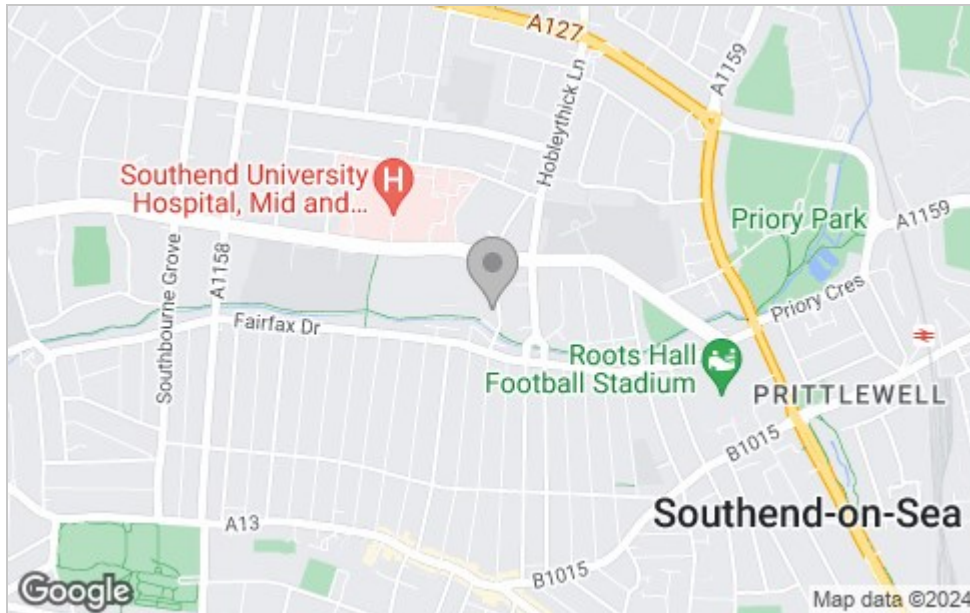 A127
A1159
Hobleythick Ln
Southend University
Hospital, Mid and...
H
Priory Park
A1159
Southbourne Grove
A1158
Fairfax Dr
Priory Cres
Roots Hall
Football Stadium
PRITTLEWELL
B1015
Southend-on-Sea
A13
B1015
Google
Map data ©2024